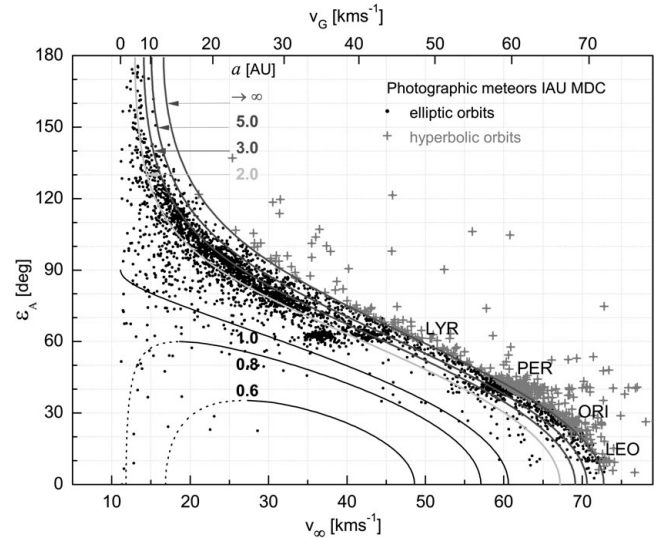 v_G [kms⁻¹]
0 10 20 30 40 50 60 70
180
150
120
90
60
30
0
ε_A [deg]
a [AU]
→ ∞
5.0
3.0
2.0
Photographic meteors IAU MDC
elliptic orbits
hyperbolic orbits
1.0
0.8
0.6
LYR
PER
ORI
LEO
10 20 30 40 50 60 70
v_∞ [kms⁻¹]